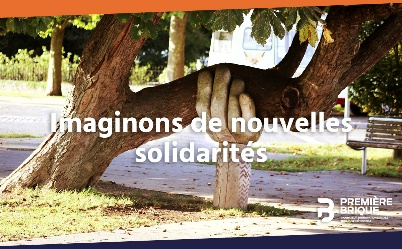 Imaginons de nouvelles
solidarités
PREMIÈRE
BRIQUE